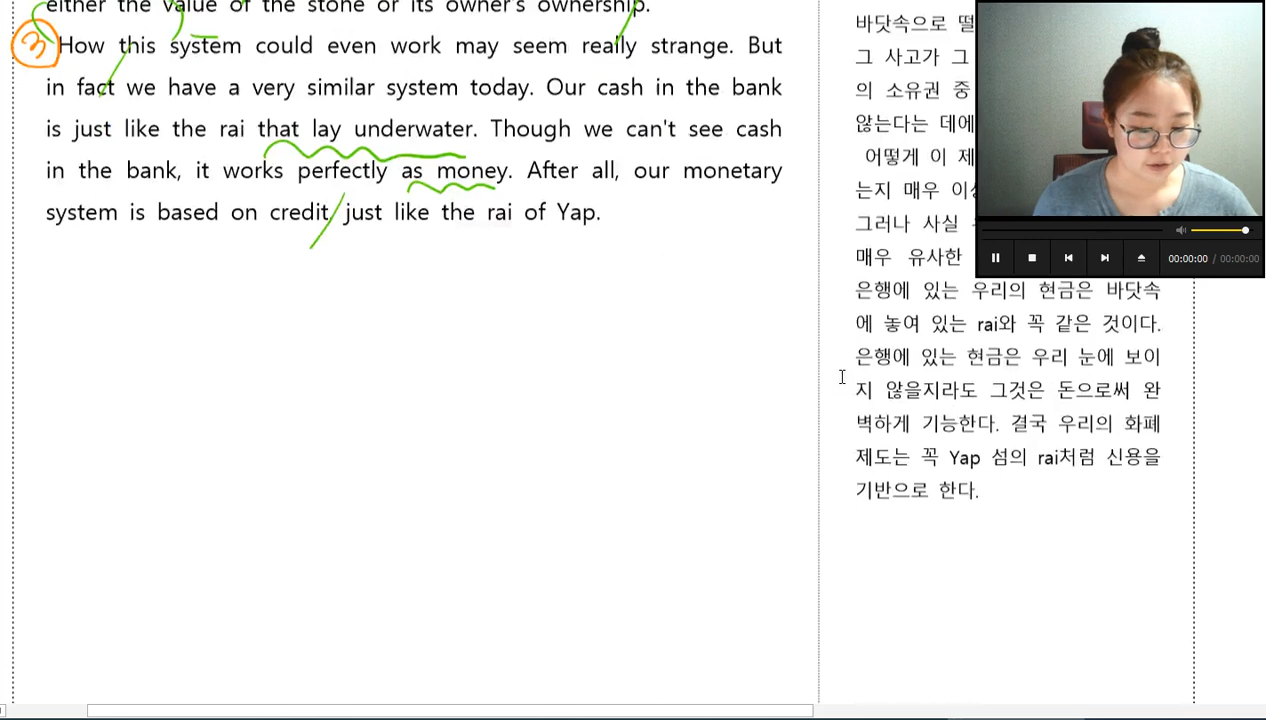 either the value of the stone or its owner's ownership.
3
How this system could even work may seem really strange. But
in fact we have a very similar system today. Our cash in the bank
is just like the rai that lay underwater. Though we can't see cash
in the bank, it works perfectly as money. After all, our monetary
system is based on credit just like the rai of Yap.
바닷속으로 떨
그 사고가 그
의 소유권 중
않는다는 데에
어떻게 이 제
는지 매우 이상
그러나 사실
매우 유사한
은행에 있는 우리의 현금은 바닷속
에 놓여 있는 rai와 꼭 같은 것이다.
은행에 있는 현금은 우리 눈에 보이
지 않을지라도 그것은 돈으로써 완
벽하게 기능한다. 결국 우리의 화폐
제도는 꼭 Yap 섬의 rai처럼 신용을
기반으로 한다.
00:00:00 / 00:00:00